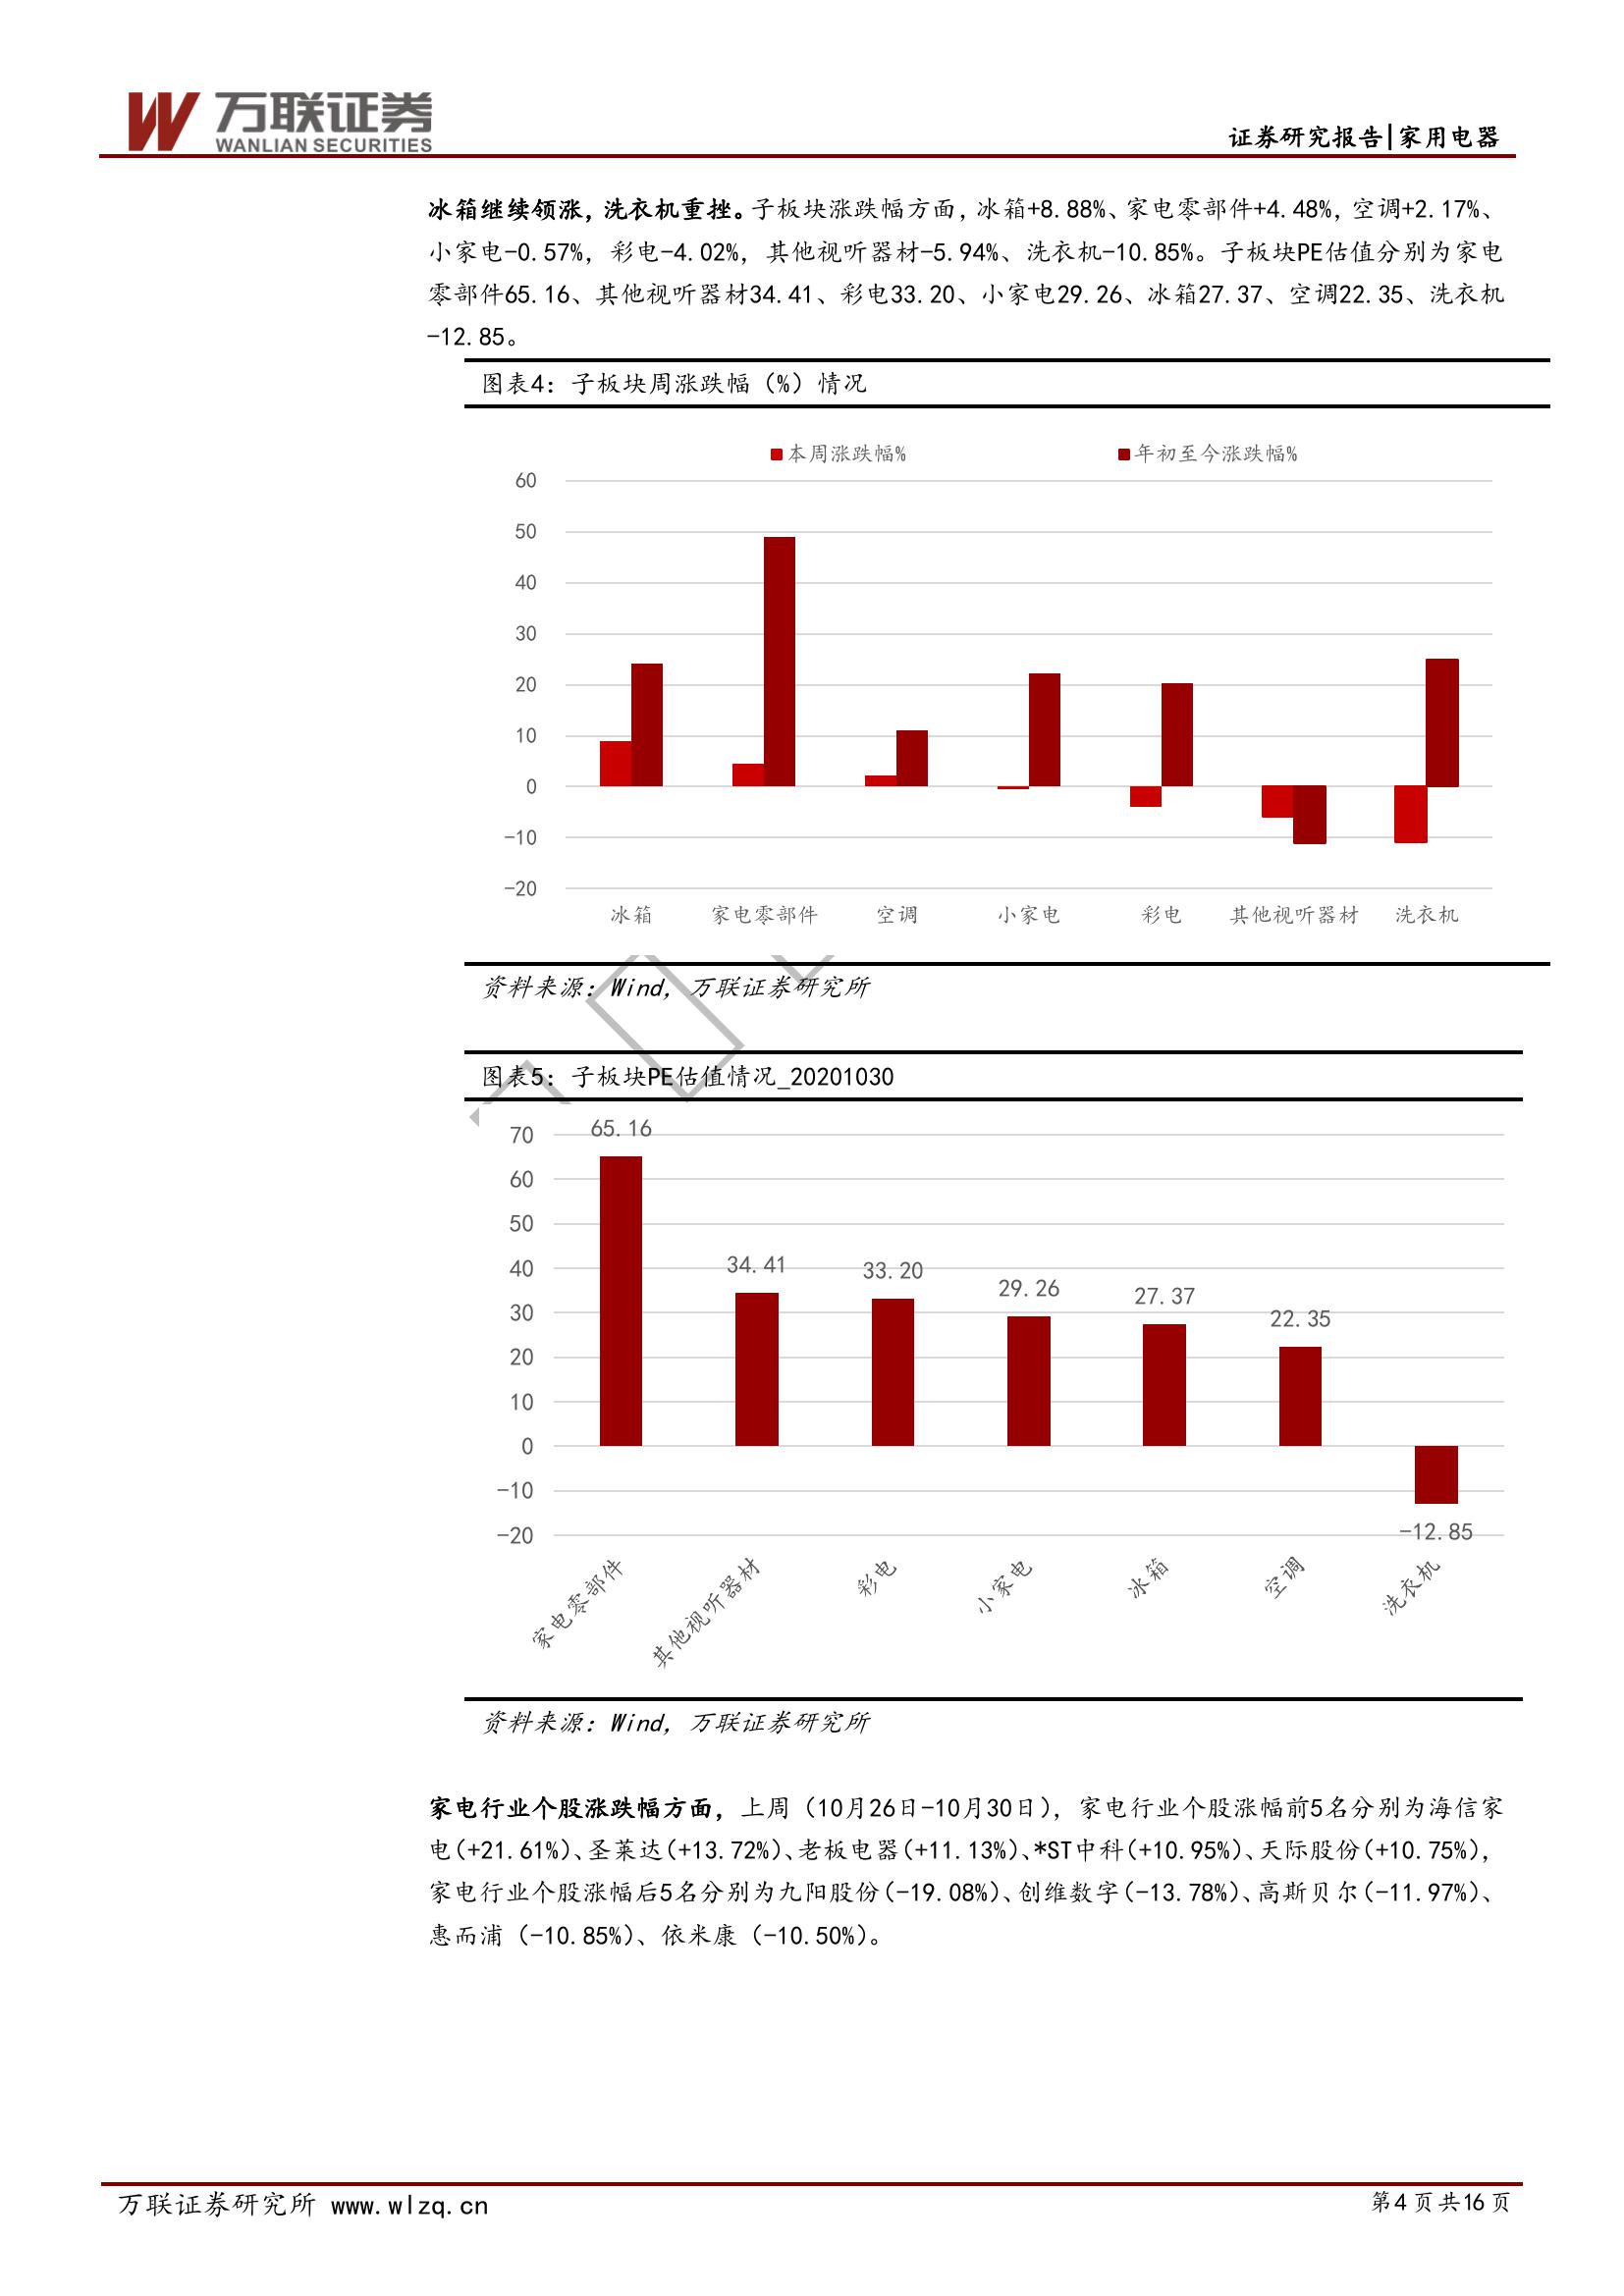 万联证券
WANLIAN SECURITIES
证券研究报告|家用电器
冰箱继续领涨，洗衣机重挫。子板块涨跌幅方面，冰箱+8.88%、家电零部件+4.48%，空调+2.17%、
小家电-0.57%，彩电-4.02%，其他视听器材-5.94%、洗衣机-10.85%。子板块PE估值分别为家电
零部件65.16、其他视听器材34.41、彩电33.20、小家电29.26、冰箱27.37、空调22.35、洗衣机
-12.85。
图表4：子板块周涨跌幅（%）情况
本周涨跌幅% 年初至今涨跌幅%
60
50
40
30
20
10
0
-10
-20
冰箱 家电零部件 空调 小家电 彩电 其他视听器材 洗衣机
资料来源：Wind，万联证券研究所
图表5：子板块PE估值情况_20201030
70
60
50
40
30
20
10
0
-10
-20
65.16
34.41
33.20
29.26
27.37
22.35
-12.85
家电零部件 其他视听器材 彩电 小家电 冰箱 空调 洗衣机
资料来源：Wind，万联证券研究所
家电行业个股涨跌幅方面，上周（10月26日-10月30日），家电行业个股涨幅前5名分别为海信家
电(+21.61%)、圣莱达(+13.72%)、老板电器(+11.13%)、*ST中科(+10.95%)、天际股份(+10.75%)，
家电行业个股涨幅后5名分别为九阳股份(-19.08%)、创维数字(-13.78%)、高斯贝尔(-11.97%)、
惠而浦（-10.85%）、依米康（-10.50%）。
万联证券研究所 www.wlzq.cn
第4页共16页